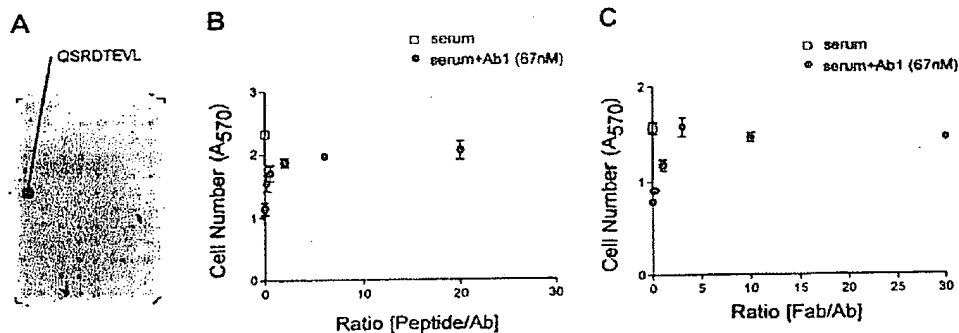 A
QSRDTEVL
B
serum
serum+Ab1 (67nM)
Cell Number (A570)
3
2
1
0
0
10
20
30
Ratio [Peptide/Ab]
C
serum
serum+Ab1 (67nM)
Cell Number (A570)
2
1
0
0
5
10
15
20
25
30
Ratio [Fab/Ab]